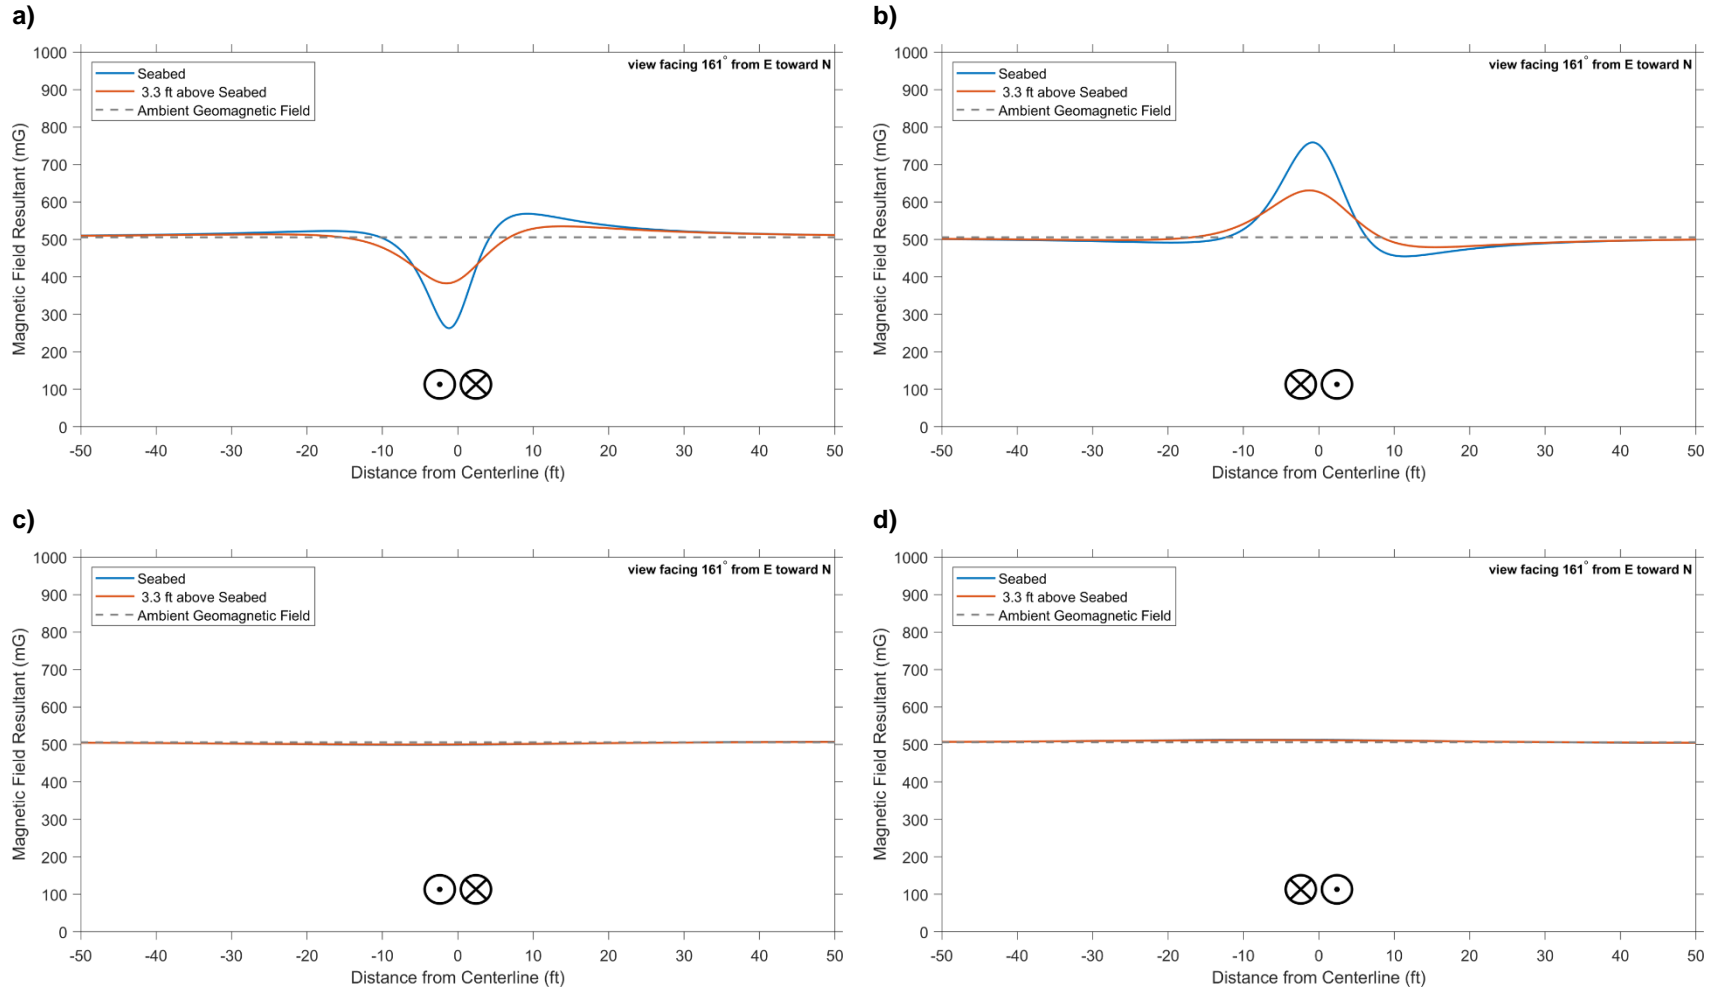 a)
view facing 161° from E toward N
Seabed
3.3 ft above Seabed
Ambient Geomagnetic Field
Magnetic Field Resultant (mG)
1000
900
800
700
600
500
400
300
200
100
0
-50 -40 -30 -20 -10 0 10 20 30 40 50
Distance from Centerline (ft)
b)
view facing 161° from E toward N
Seabed
3.3 ft above Seabed
Ambient Geomagnetic Field
Magnetic Field Resultant (mG)
1000
900
800
700
600
500
400
300
200
100
0
-50 -40 -30 -20 -10 0 10 20 30 40 50
Distance from Centerline (ft)
c)
view facing 161° from E toward N
Seabed
3.3 ft above Seabed
Ambient Geomagnetic Field
Magnetic Field Resultant (mG)
1000
900
800
700
600
500
400
300
200
100
0
-50 -40 -30 -20 -10 0 10 20 30 40 50
Distance from Centerline (ft)
d)
view facing 161° from E toward N
Seabed
3.3 ft above Seabed
Ambient Geomagnetic Field
Magnetic Field Resultant (mG)
1000
900
800
700
600
500
400
300
200
100
0
-50 -40 -30 -20 -10 0 10 20 30 40 50
Distance from Centerline (ft)